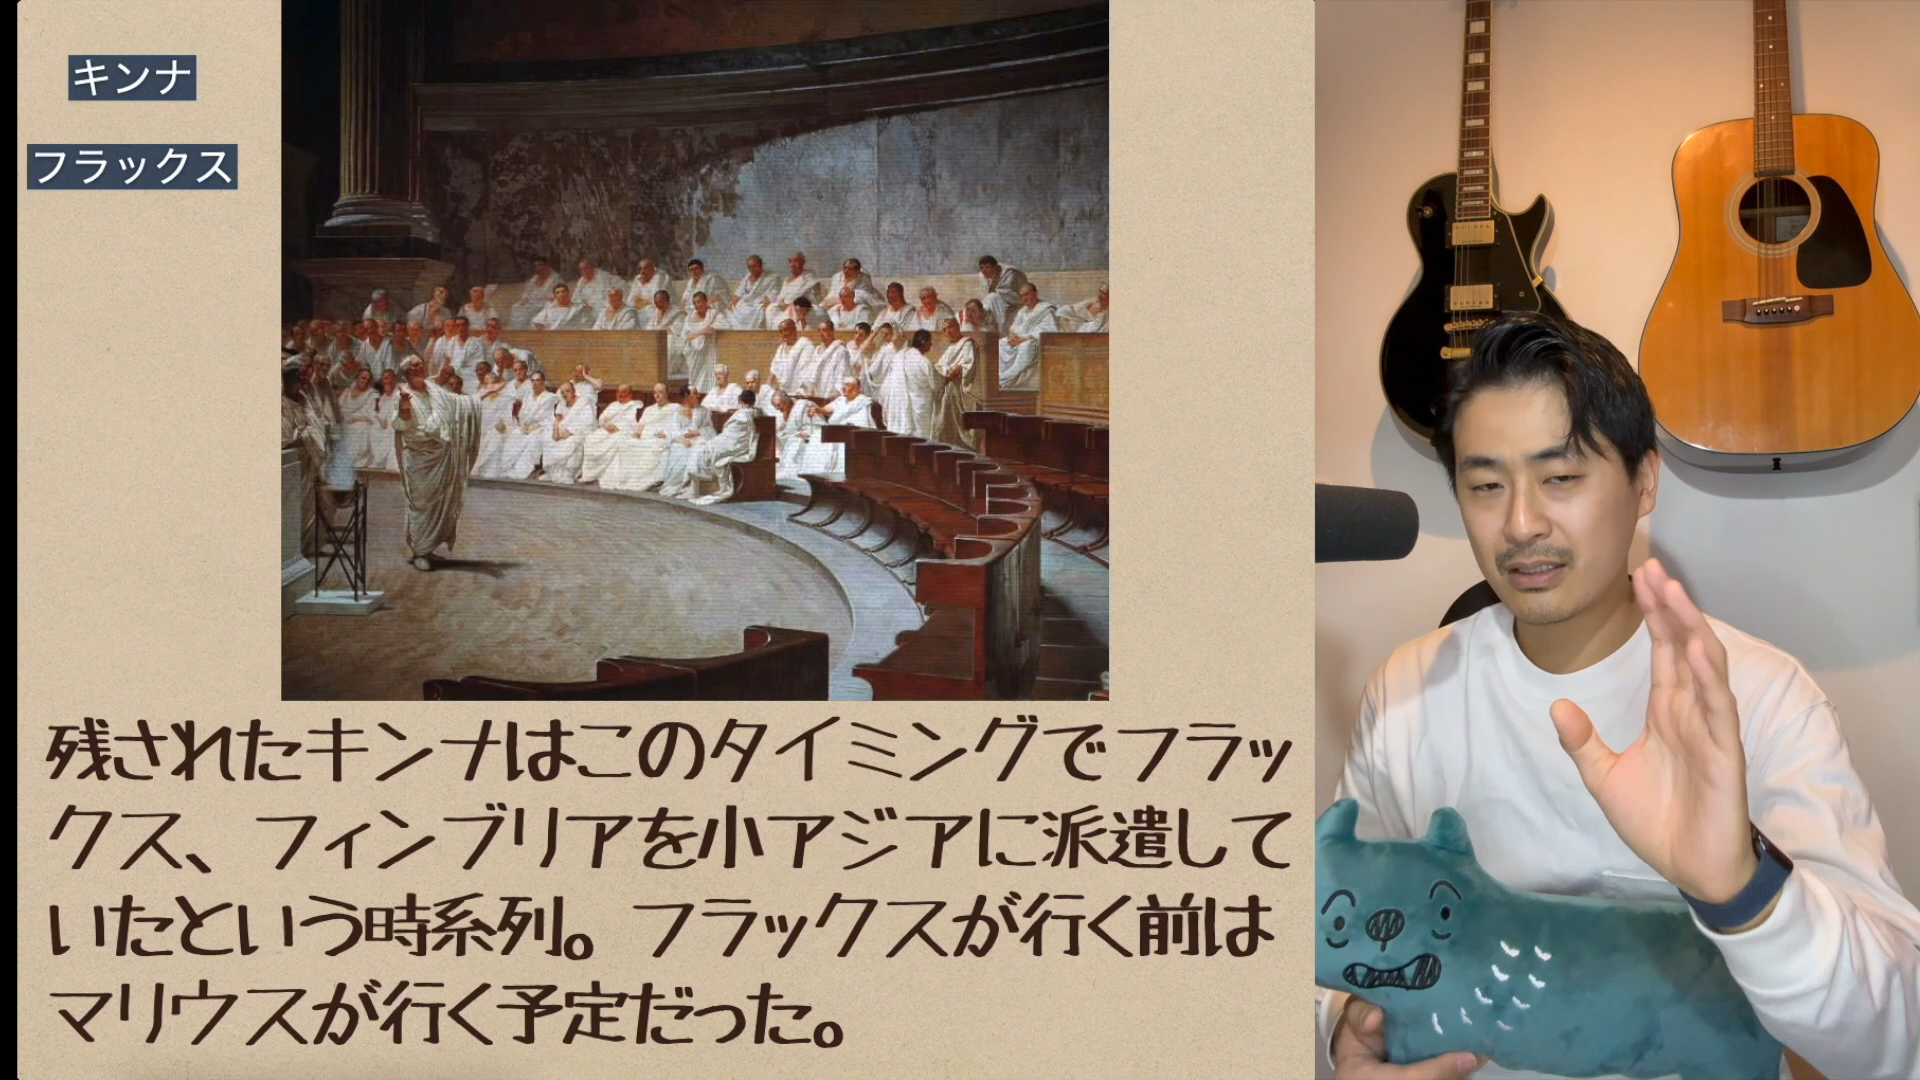 キンナ
フラックス
残されたキンナはこのタイミングでフラッ
クス、フィンブリアを小アジアに派遣して
いたという時系列。フラックスが行く前は
マリウスが行く予定だった。